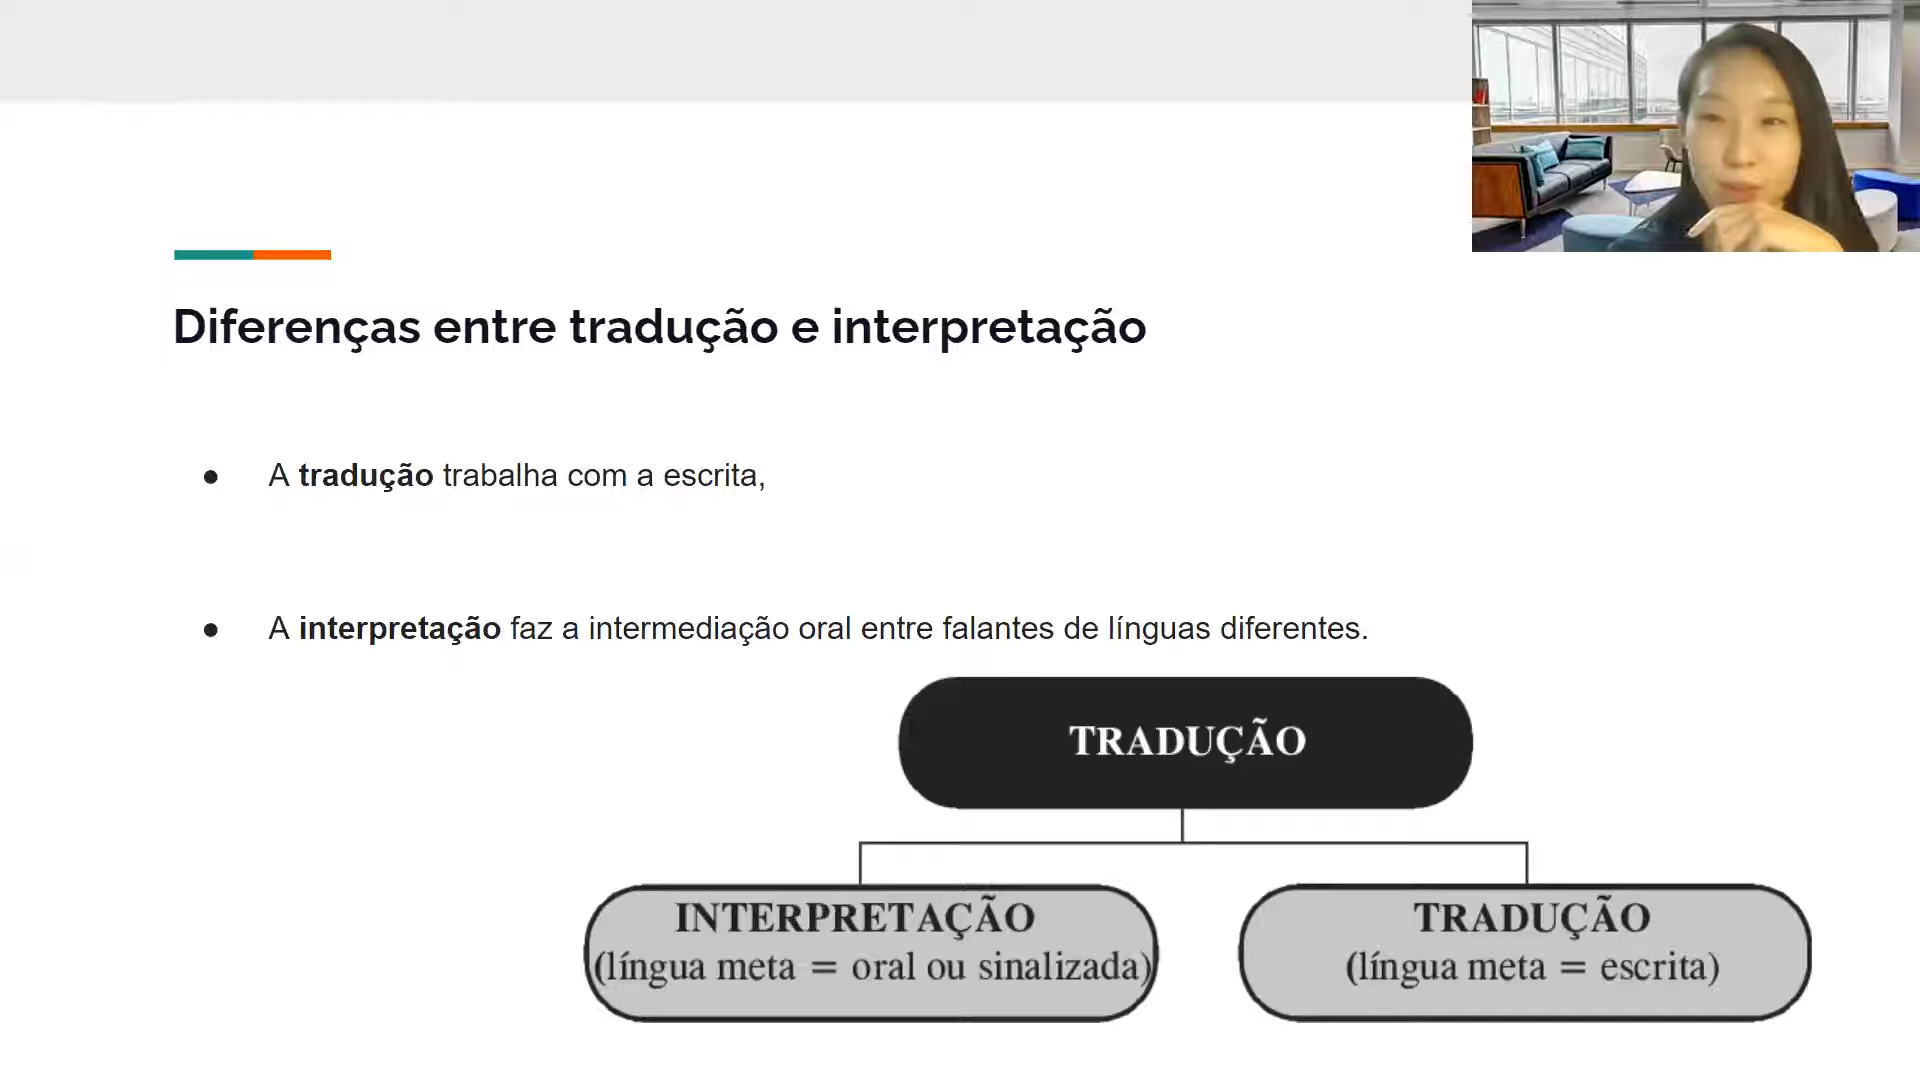 Diferenças entre tradução e interpretação
● A tradução trabalha com a escrita,
● A interpretação faz a intermediação oral entre falantes de línguas diferentes.
TRADUÇÃO
INTERPRETAÇÃO
(língua meta = oral ou sinalizada)
TRADUÇÃO
(língua meta = escrita)